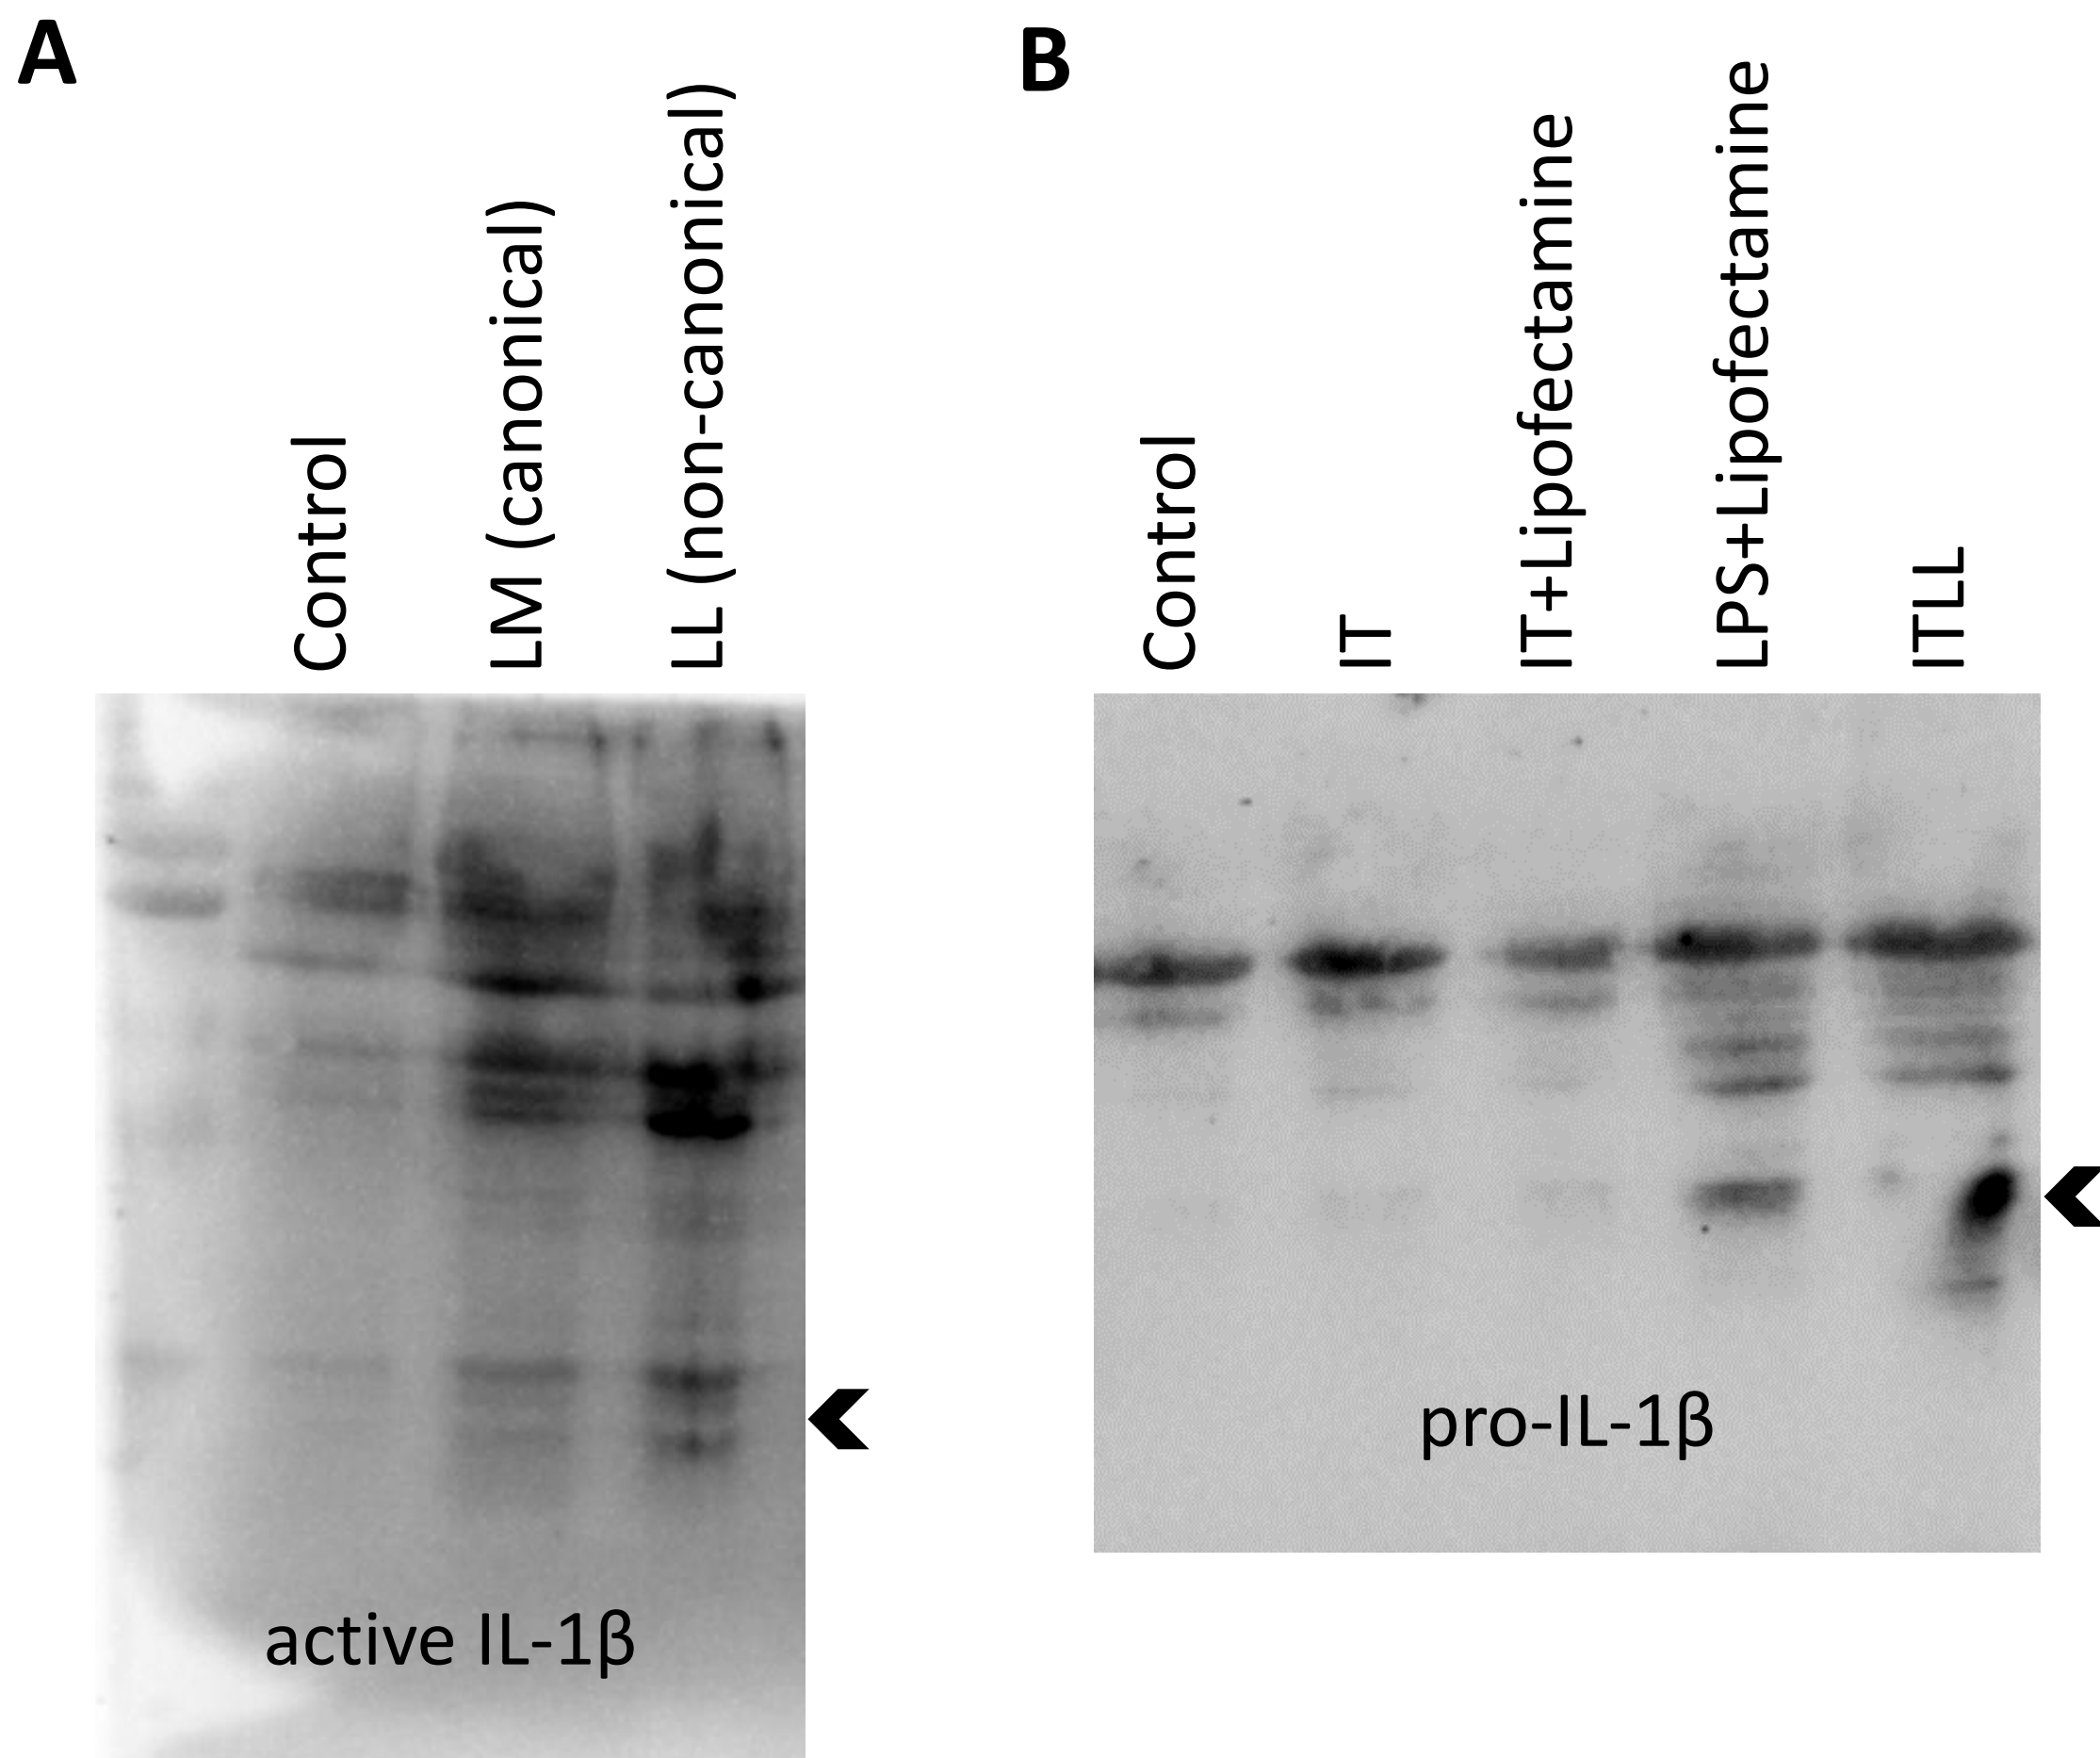 A
Control
LM (canonical)
LL (non-canonical)
active IL-1β
B
Control
IT
IT+Lipofectamine
LPS+Lipofectamine
ITLL
pro-IL-1β